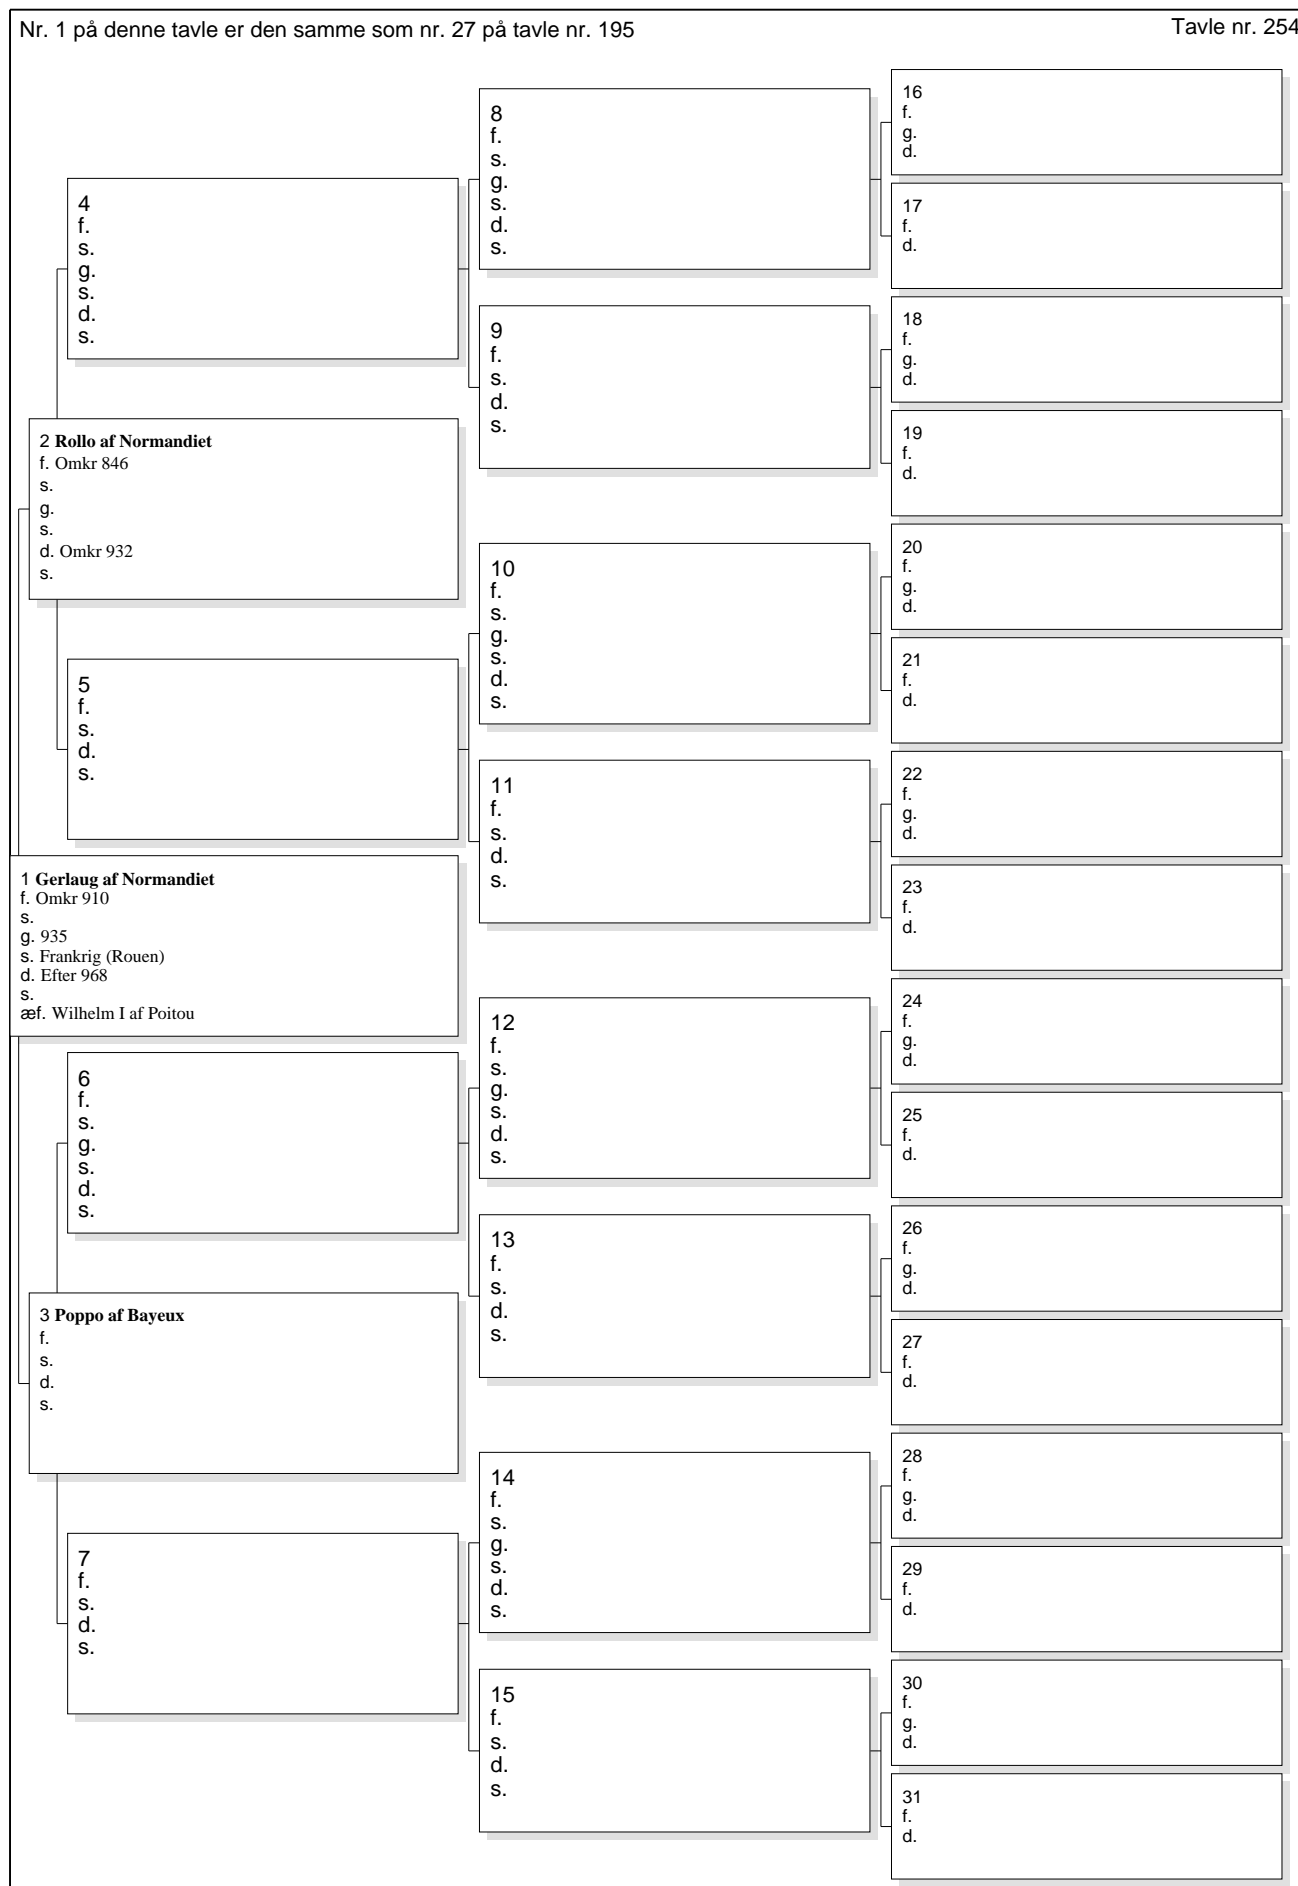 Nr. 1 på denne tavle er den samme som nr. 27 på tavle nr. 195
Tavle nr. 254
1 Gerlaug af Normandiet
f. Omkr 910
s.
g. 935
s. Frankrig (Rouen)
d. Efter 968
s.
æf. Wilhelm I af Poitou
2 Rollo af Normandiet
f. Omkr 846
s.
g.
s.
d. Omkr 932
s.
3 Poppo af Bayeux
f.
s.
d.
s.
4
f.
s.
g.
s.
d.
s.
5
f.
s.
d.
s.
6
f.
s.
g.
s.
d.
s.
7
f.
s.
d.
s.
8
f.
s.
g.
s.
d.
s.
9
f.
s.
d.
s.
10
f.
s.
g.
s.
d.
s.
11
f.
s.
d.
s.
12
f.
s.
g.
s.
d.
s.
13
f.
s.
d.
s.
14
f.
s.
g.
s.
d.
s.
15
f.
s.
d.
s.
16
f.
g.
d.
17
f.
d.
18
f.
g.
d.
19
f.
d.
20
f.
g.
d.
21
f.
d.
22
f.
g.
d.
23
f.
d.
24
f.
g.
d.
25
f.
d.
26
f.
g.
d.
27
f.
d.
28
f.
g.
d.
29
f.
d.
30
f.
g.
d.
31
f.
d.